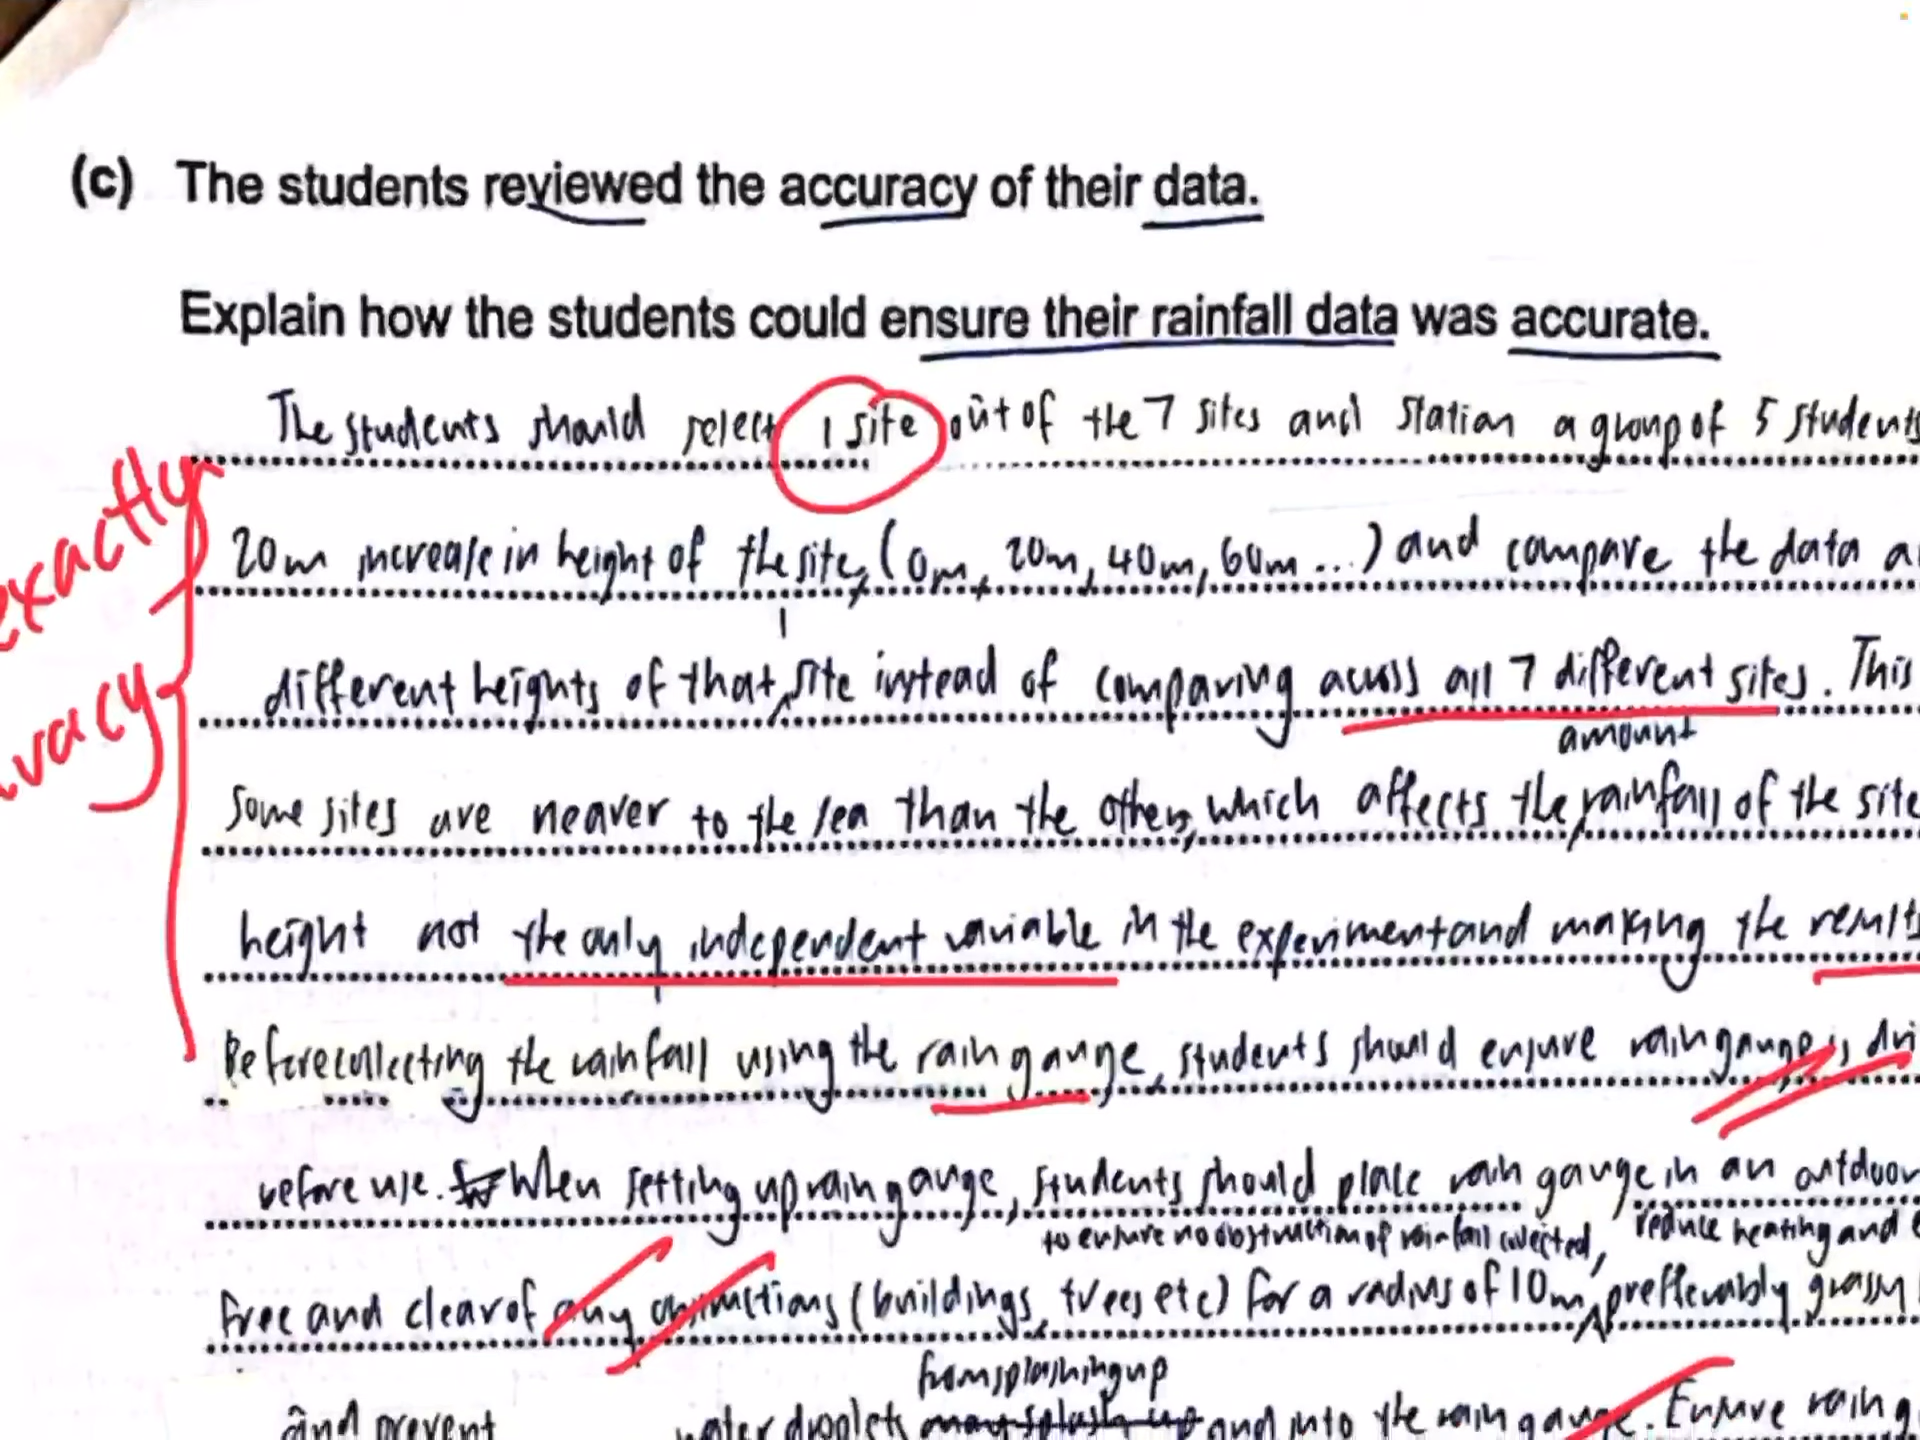 (c) The students reviewed the accuracy of their data.
Explain how the students could ensure their rainfall data was accurate.
The students should select 1 site out of the 7 sites and station a group of 5 students
exactly
20m increase in height of the site, (0m, 20m, 40m, 60m ...) and compare the data
different heights of that 1 site instead of comparing across all 7 different sites. This
amount
Some sites are nearer to the sea than the others, which affects the rainfall of the site
height not the only independent variable in the experiment and making the results
Before collecting the rainfall using the rain gauge, students should ensure rain gauge is
before use. When setting up rain gauge, students should place rain gauge in an outdoor
to ensure no obstruction of rainfall collected, reduce heating and
free and clear of any obstructions (buildings, trees etc) for a radius of 10m, prefferably grassy
from splashing up
and prevent water droplets and into the rain gauge. Ensure rain